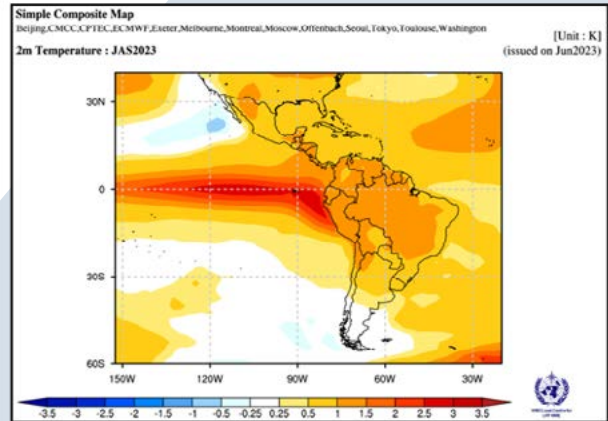 Simple Composite Map
Beijing,CMCC,CPTEC,ECMWF,Exeter,Melbourne,Montreal,Moscow,Offenbach,Seoul,Tokyo,Toulouse,Washington
[Unit : K]
2m Temperature : JAS2023
(issued on Jun2023)
30N
0
30S
60S
150W 120W 90W 60W 30W
-3.5 -3 -2.5 -2 -1.5 -1 -0.5 -0.25 0.25 0.5 1 1.5 2 2.5 3 3.5